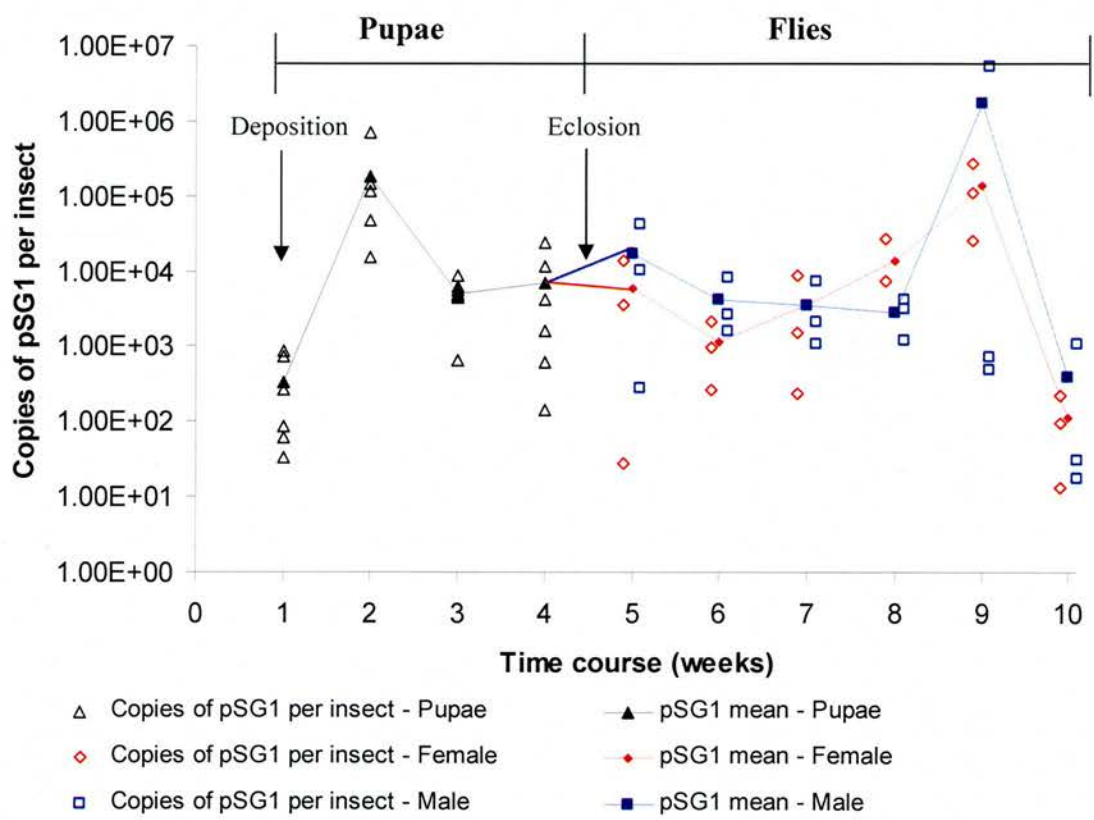 Pupae Flies
1.00E+07
1.00E+06
Deposition Eclosion
1.00E+05
1.00E+04
1.00E+03
1.00E+02
1.00E+01
1.00E+00
Copies of pSG1 per insect
0 1 2 3 4 5 6 7 8 9 10
Time course (weeks)
Copies of pSG1 per insect - Pupae pSG1 mean - Pupae
Copies of pSG1 per insect - Female pSG1 mean - Female
Copies of pSG1 per insect - Male pSG1 mean - Male